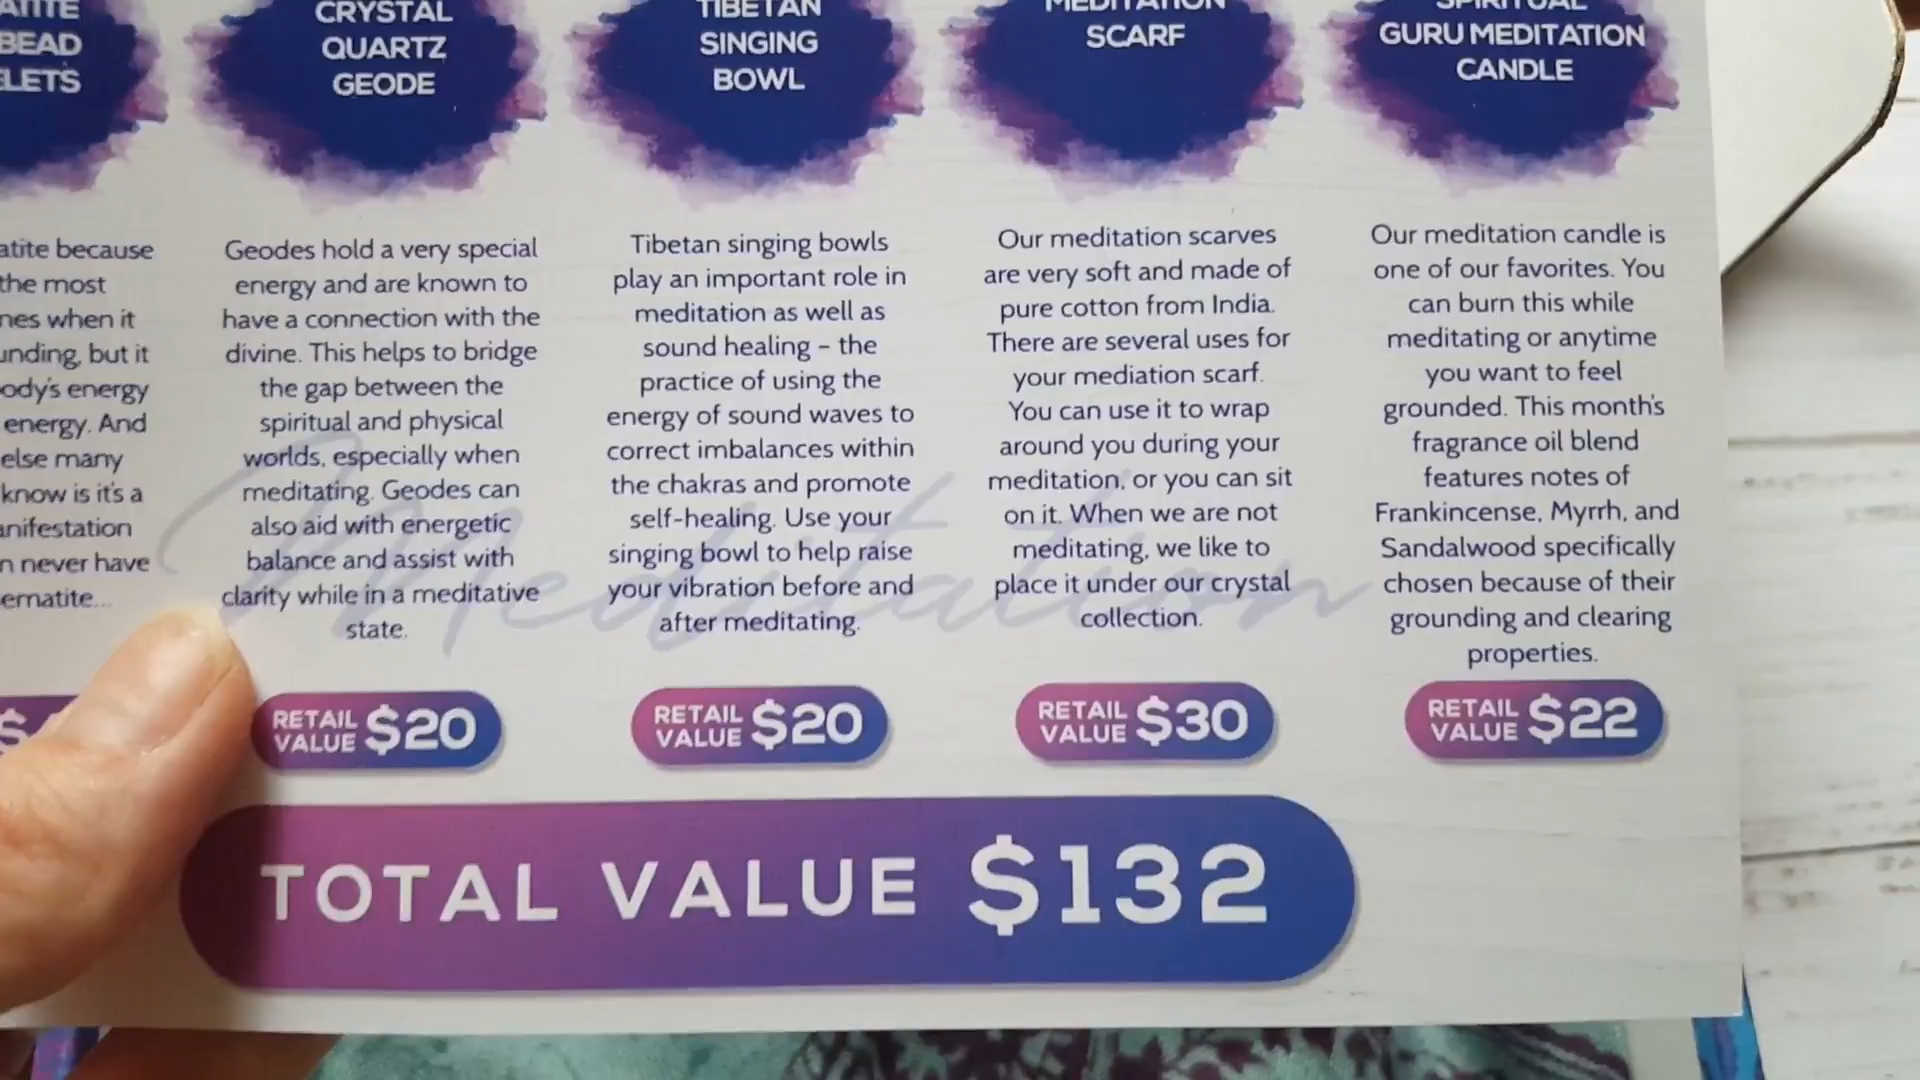 BEAD
CRYSTAL
QUARTZ
GEODE
TIBETAN
SINGING
BOWL
MEDITATION
SCARF
SPIRITUAL
GURU MEDITATION
CANDLE
because
the most
when it
but it
energy
energy. And
else many
know is it's a
never have
Geodes hold a very special
energy and are known to
have a connection with the
divine. This helps to bridge
the gap between the
spiritual and physical
worlds, especially when
meditating. Geodes can
also aid with energetic
balance and assist with
clarity while in a meditative
state.
Tibetan singing bowls
play an important role in
meditation as well as
sound healing – the
practice of using the
energy of sound waves to
correct imbalances within
the chakras and promote
self-healing. Use your
singing bowl to help raise
your vibration before and
after meditating.
Our meditation scarves
are very soft and made of
pure cotton from India.
There are several uses for
your mediation scarf.
You can use it to wrap
around you during your
meditation, or you can sit
on it. When we are not
meditating, we like to
place it under our crystal
collection.
Our meditation candle is
one of our favorites. You
can burn this while
meditating or anytime
you want to feel
grounded. This month's
fragrance oil blend
features notes of
Frankincense, Myrrh, and
Sandalwood specifically
chosen because of their
grounding and clearing
properties.
Meditation
RETAIL VALUE $20
RETAIL VALUE $20
RETAIL VALUE $30
RETAIL VALUE $22
TOTAL VALUE $132